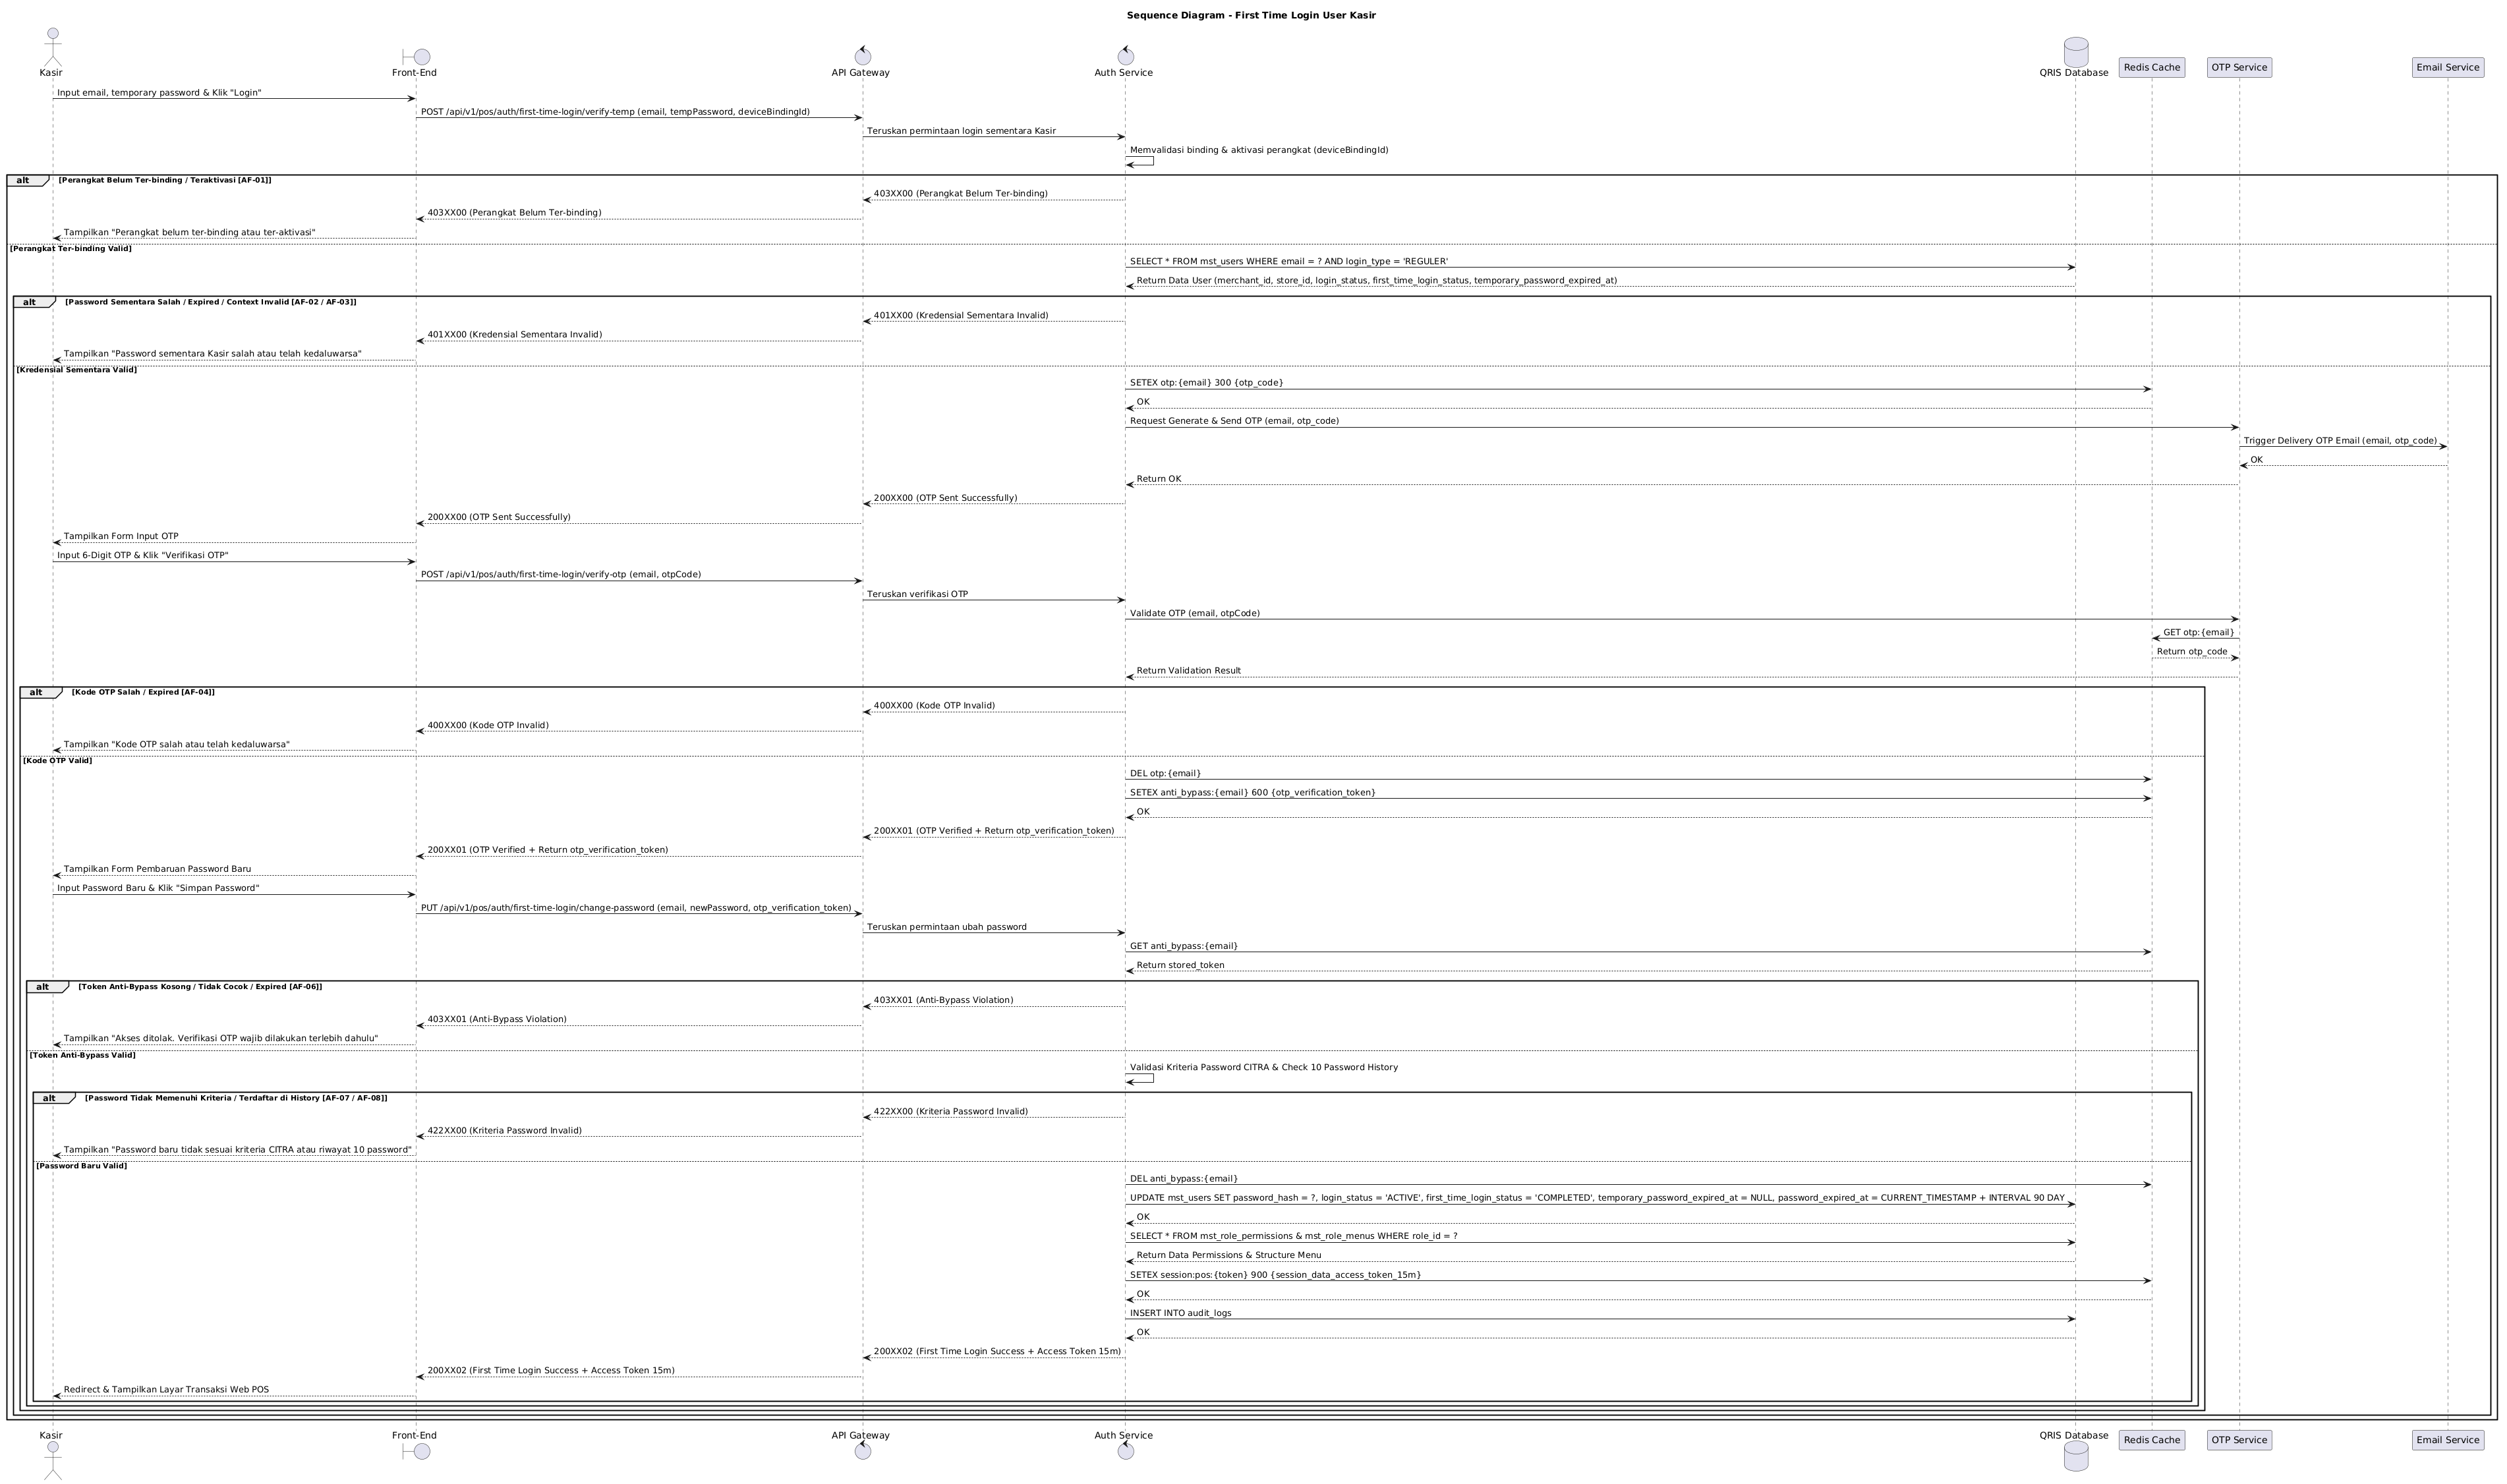 Sequence Diagram - First Time Login User Kasir
Kasir
Front-End
API Gateway
Auth Service
QRIS Database
Redis Cache
OTP Service
Email Service
Input email, temporary password & Klik "Login"
POST /api/v1/pos/auth/first-time-login/verify-temp (email, tempPassword, deviceBindingId)
Teruskan permintaan login sementara Kasir
Memvalidasi binding & aktivasi perangkat (deviceBindingId)
alt [Perangkat Belum Ter-binding / Teraktivasi [AF-01]]
403XX00 (Perangkat Belum Ter-binding)
403XX00 (Perangkat Belum Ter-binding)
Tampilkan "Perangkat belum ter-binding atau ter-aktivasi"
[Perangkat Ter-binding Valid]
SELECT * FROM mst_users WHERE email = ? AND login_type = 'REGULER'
Return Data User (merchant_id, store_id, login_status, first_time_login_status, temporary_password_expired_at)
alt [Password Sementara Salah / Expired / Context Invalid [AF-02 / AF-03]]
401XX00 (Kredensial Sementara Invalid)
401XX00 (Kredensial Sementara Invalid)
Tampilkan "Password sementara Kasir salah atau telah kedaluwarsa"
[Kredensial Sementara Valid]
SETEX otp:{email} 300 {otp_code}
OK
Request Generate & Send OTP (email, otp_code)
Trigger Delivery OTP Email (email, otp_code)
OK
Return OK
200XX00 (OTP Sent Successfully)
200XX00 (OTP Sent Successfully)
Tampilkan Form Input OTP
Input 6-Digit OTP & Klik "Verifikasi OTP"
POST /api/v1/pos/auth/first-time-login/verify-otp (email, otpCode)
Teruskan verifikasi OTP
Validate OTP (email, otpCode)
GET otp:{email}
Return otp_code
Return Validation Result
alt [Kode OTP Salah / Expired [AF-04]]
400XX00 (Kode OTP Invalid)
400XX00 (Kode OTP Invalid)
Tampilkan "Kode OTP salah atau telah kedaluwarsa"
[Kode OTP Valid]
DEL otp:{email}
SETEX anti_bypass:{email} 600 {otp_verification_token}
OK
200XX01 (OTP Verified + Return otp_verification_token)
200XX01 (OTP Verified + Return otp_verification_token)
Tampilkan Form Pembaruan Password Baru
Input Password Baru & Klik "Simpan Password"
PUT /api/v1/pos/auth/first-time-login/change-password (email, newPassword, otp_verification_token)
Teruskan permintaan ubah password
GET anti_bypass:{email}
Return stored_token
alt [Token Anti-Bypass Kosong / Tidak Cocok / Expired [AF-06]]
403XX01 (Anti-Bypass Violation)
403XX01 (Anti-Bypass Violation)
Tampilkan "Akses ditolak. Verifikasi OTP wajib dilakukan terlebih dahulu"
[Token Anti-Bypass Valid]
Validasi Kriteria Password CITRA & Check 10 Password History
alt [Password Tidak Memenuhi Kriteria / Terdaftar di History [AF-07 / AF-08]]
422XX00 (Kriteria Password Invalid)
422XX00 (Kriteria Password Invalid)
Tampilkan "Password baru tidak sesuai kriteria CITRA atau riwayat 10 password"
[Password Baru Valid]
DEL anti_bypass:{email}
UPDATE mst_users SET password_hash = ?, login_status = 'ACTIVE', first_time_login_status = 'COMPLETED', temporary_password_expired_at = NULL, password_expired_at = CURRENT_TIMESTAMP + INTERVAL 90 DAY
OK
SELECT * FROM mst_role_permissions & mst_role_menus WHERE role_id = ?
Return Data Permissions & Structure Menu
SETEX session:pos:{token} 900 {session_data_access_token_15m}
OK
INSERT INTO audit_logs
OK
200XX02 (First Time Login Success + Access Token 15m)
200XX02 (First Time Login Success + Access Token 15m)
Redirect & Tampilkan Layar Transaksi Web POS
Kasir
Front-End
API Gateway
Auth Service
QRIS Database
Redis Cache
OTP Service
Email Service